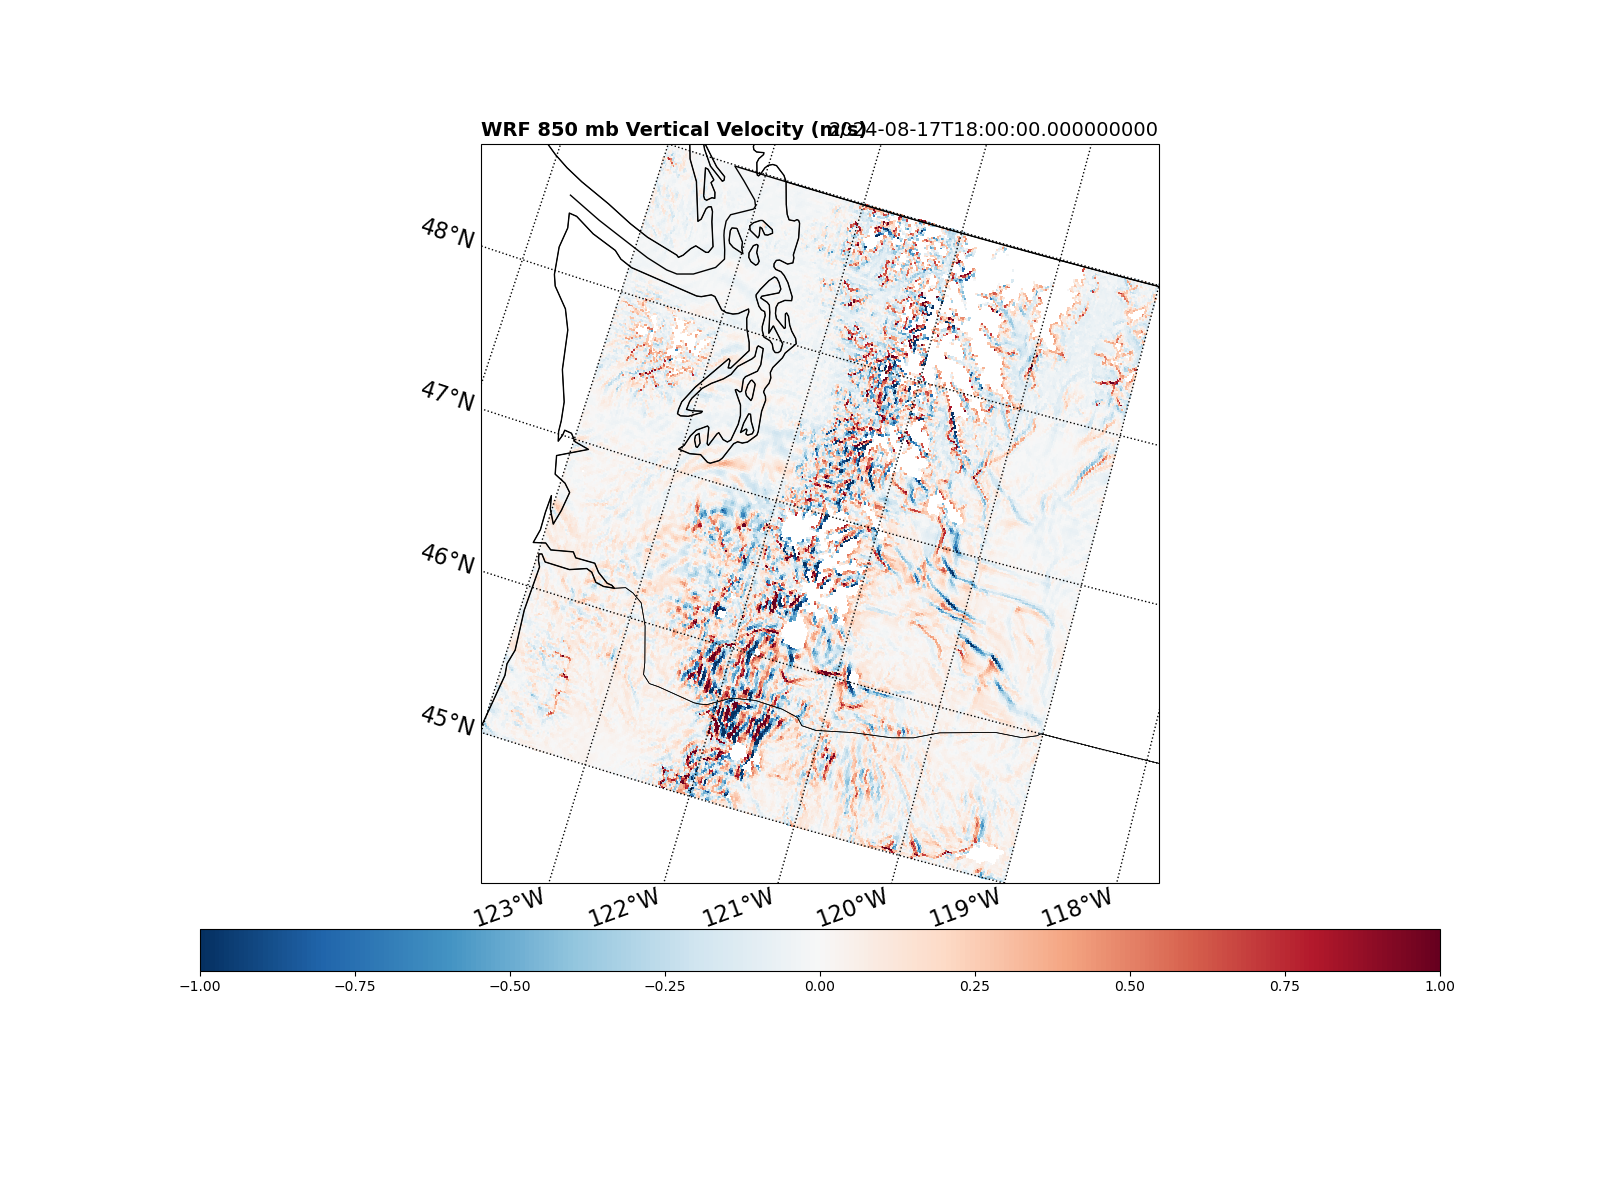 WRF 850 mb Vertical Velocity (m/s) 2024-08-17T18:00:00.000000000
48°N
47°N
46°N
45°N
123°W 122°W 121°W 120°W 119°W 118°W
−1.00 −0.75 −0.50 −0.25 0.00 0.25 0.50 0.75 1.00